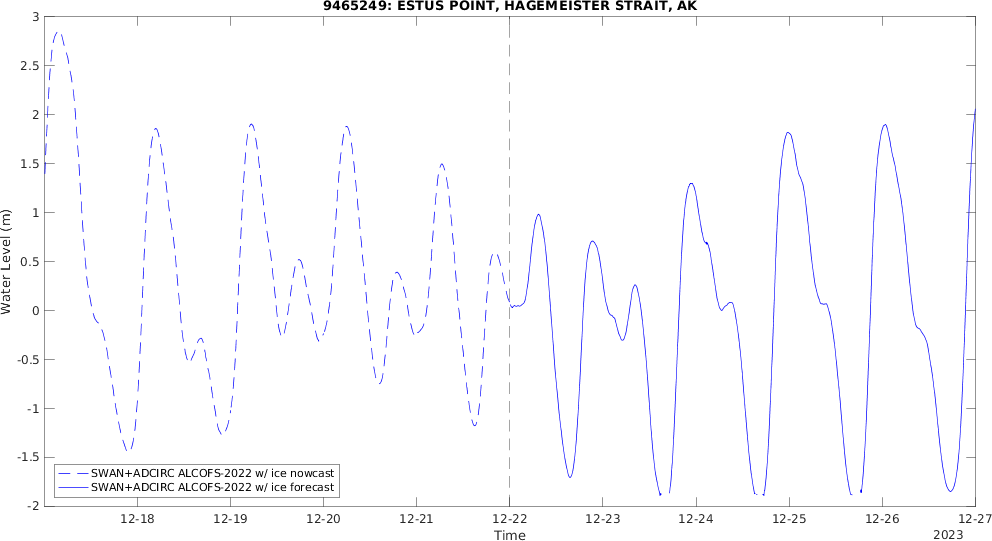 9465249: ESTUS POINT, HAGEMEISTER STRAIT, AK
3
2.5
2
1.5
1
0.5
0
-0.5
-1
-1.5
-2
Water Level (m)
SWAN+ADCIRC ALCOFS-2022 w/ ice nowcast
SWAN+ADCIRC ALCOFS-2022 w/ ice forecast
12-18 12-19 12-20 12-21 12-22 12-23 12-24 12-25 12-26 12-27
Time
2023